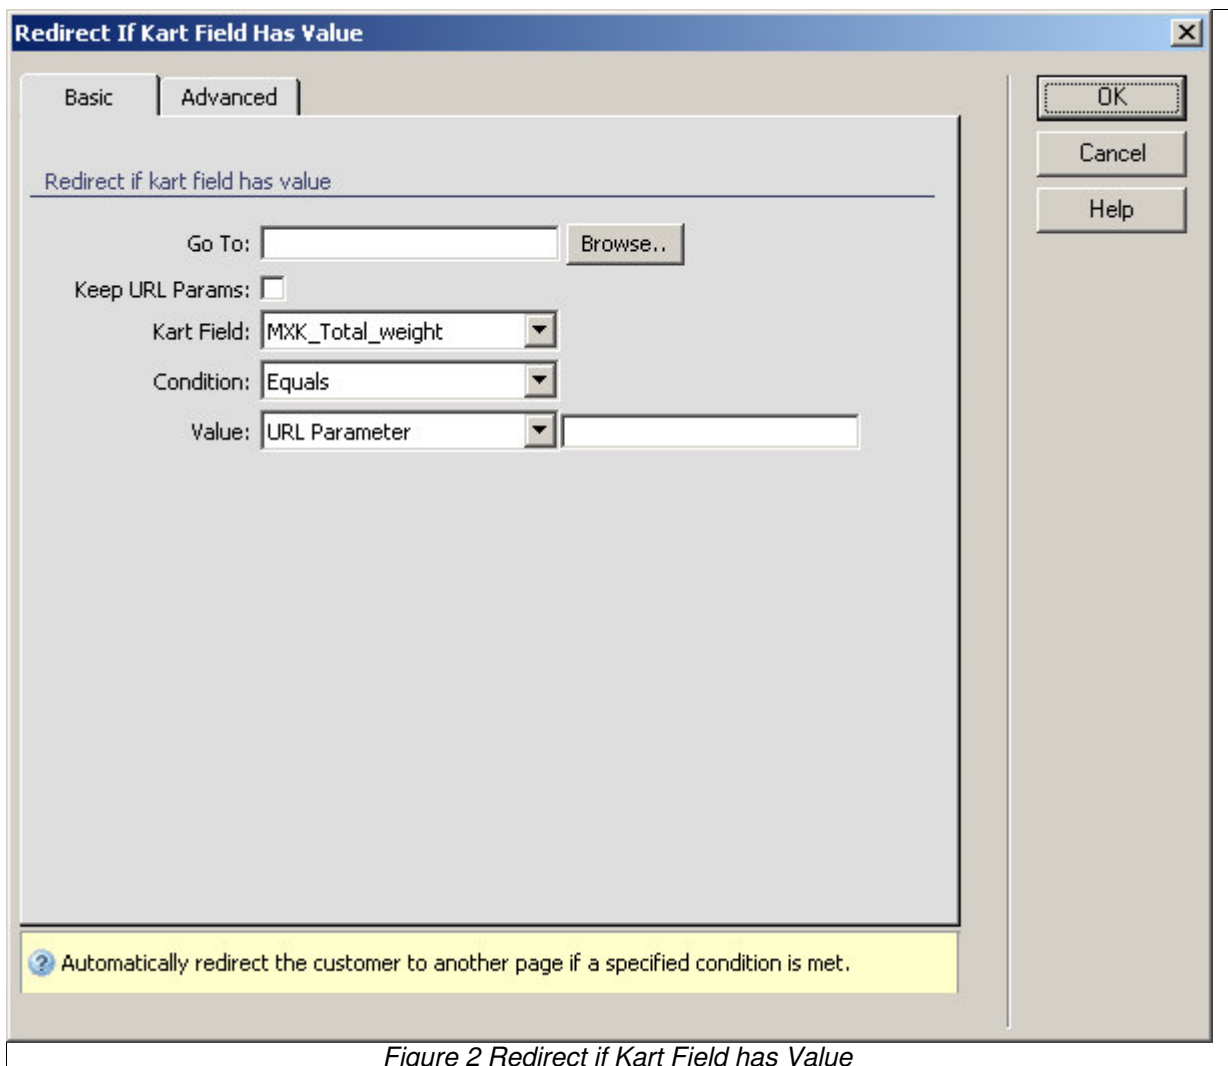 Redirect If Kart Field Has Value
Basic Advanced
OK
Cancel
Help
Redirect if kart field has value
Go To: Browse..
Keep URL Params:
Kart Field: MXK_Total_weight
Condition: Equals
Value: URL Parameter
Automatically redirect the customer to another page if a specified condition is met.
Figure 2 Redirect if Kart Field has Value